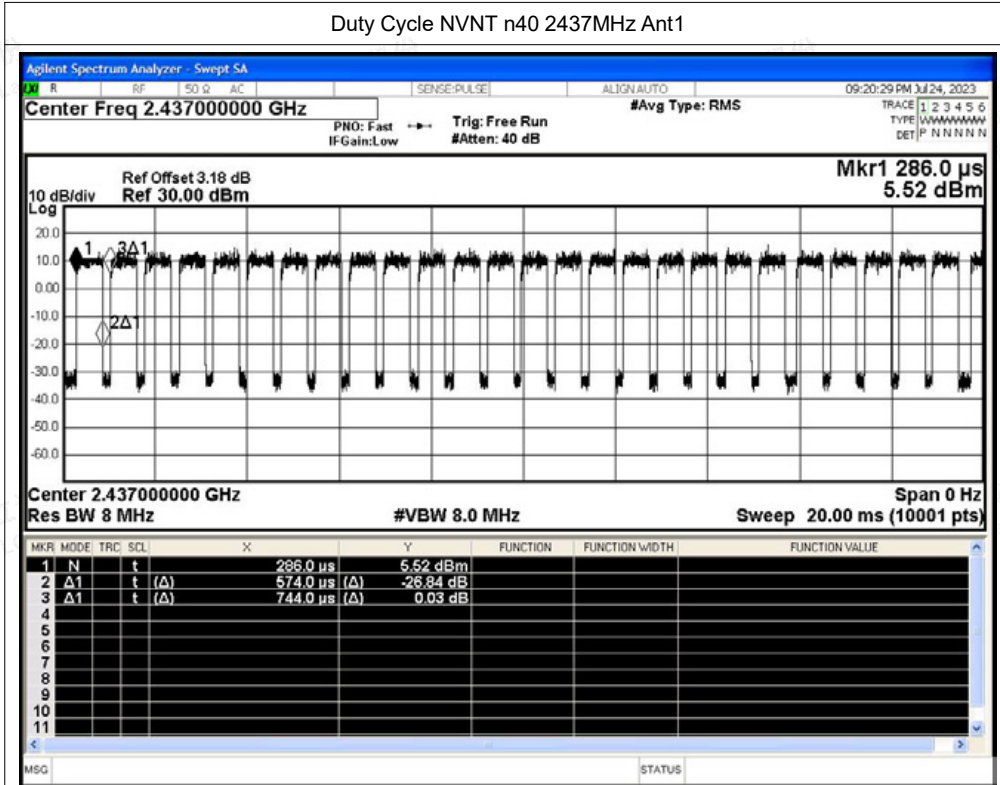 Duty Cycle NVNT n40 2437MHz Ant1
Agilent Spectrum Analyzer - Swept SA
R RF 50 Ω AC SENSE:PULSE ALIGN AUTO 09:20:29 PM Jul 24, 2023
Center Freq 2.437000000 GHz #Avg Type: RMS TRACE 1 2 3 4 5 6
PNO: Fast Trig: Free Run TYPE WWWWWW
IFGain:Low #Atten: 40 dB DET P N N N N N
Mkr1 286.0 µs
5.52 dBm
Ref Offset 3.18 dB
10 dB/div Ref 30.00 dBm
Log
20.0
1 3Δ1
10.0
0.00
-10.0
2Δ1
-20.0
-30.0
-40.0
-50.0
-60.0
Center 2.437000000 GHz Span 0 Hz
Res BW 8 MHz #VBW 8.0 MHz Sweep 20.00 ms (10001 pts)
MKR MODE TRC SCL X Y FUNCTION FUNCTION WIDTH FUNCTION VALUE
1 N t 286.0 µs 5.52 dBm
2 Δ1 t (Δ) 574.0 µs (Δ) -26.84 dB
3 Δ1 t (Δ) 744.0 µs (Δ) 0.03 dB
4
5
6
7
8
9
10
11
MSG STATUS